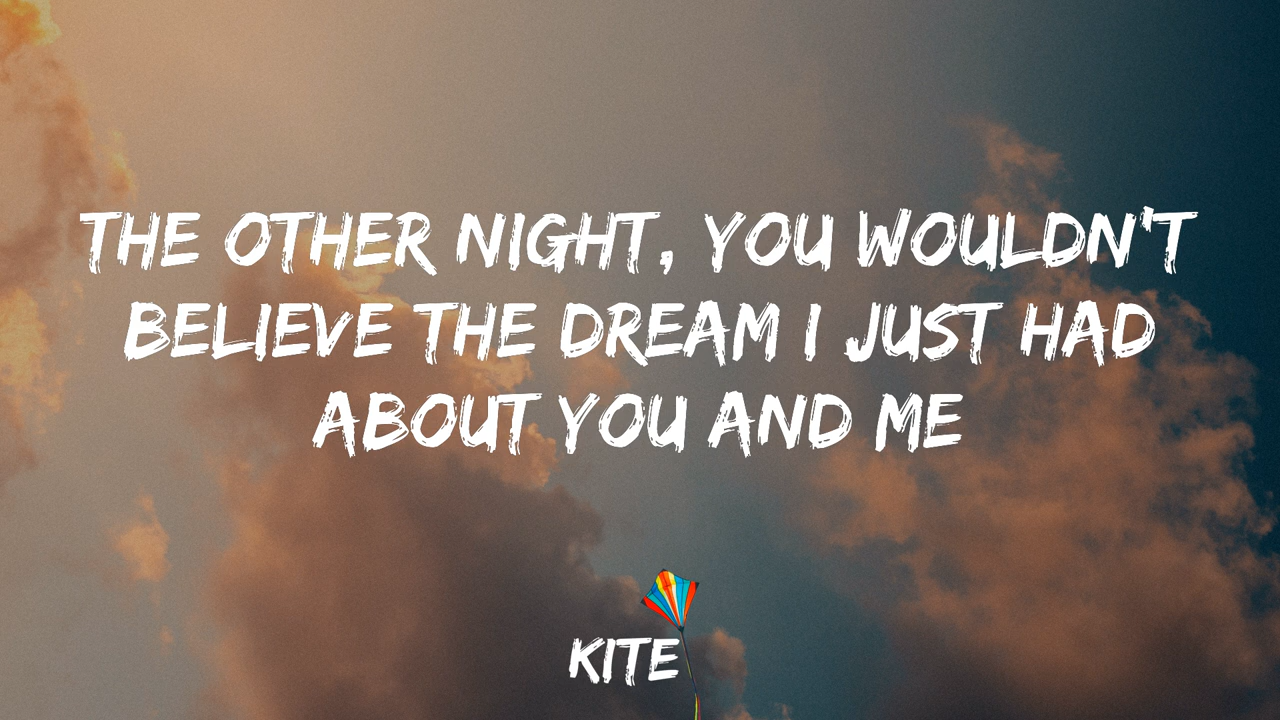 THE OTHER NIGHT, YOU WOULDN'T
BELIEVE THE DREAM I JUST HAD
ABOUT YOU AND ME
KITE